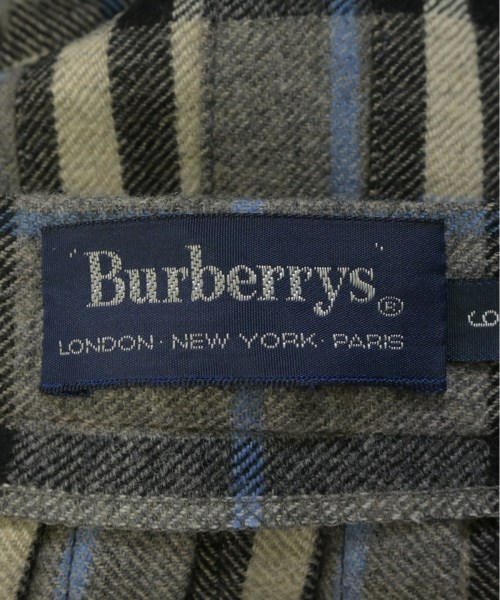 "Burberrys"®
LONDON · NEW YORK · PARIS